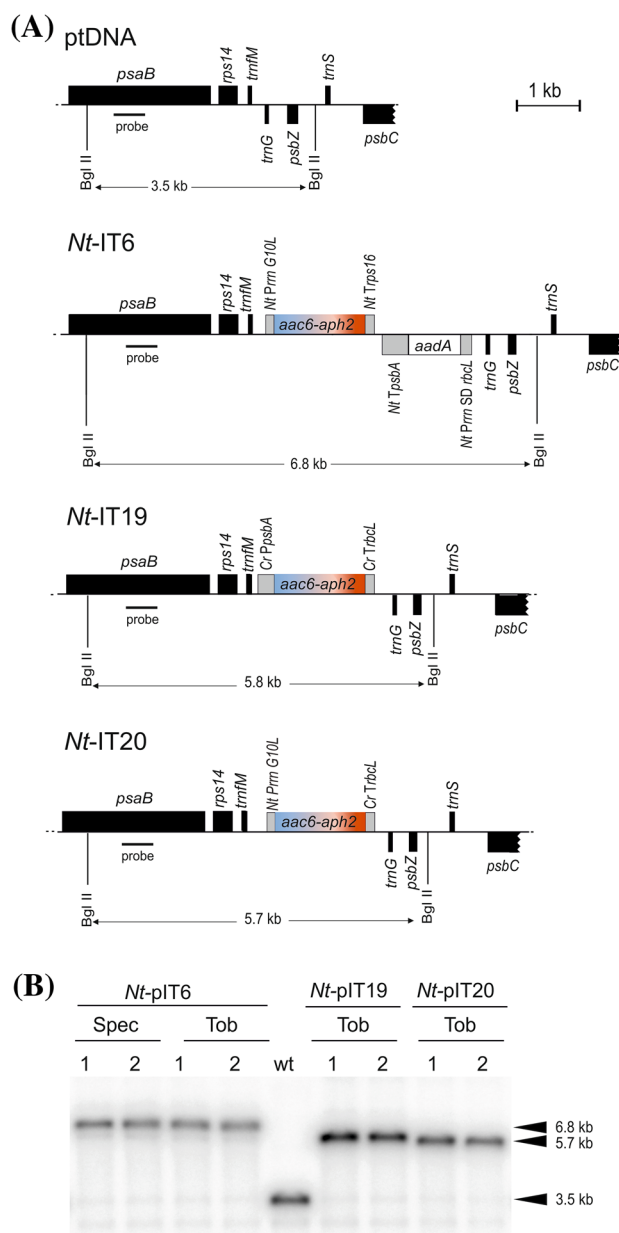 (A)
ptDNA
psaB
rps14
trnfM
trnS
1 kb
probe
trnG
psbZ
psbC
Bgl II
Bgl II
3.5 kb
Nt-IT6
psaB
rps14
trnfM
Nt Prrn G10L
aac6-aph2
Nt Trps16
trnS
probe
Nt TpsbA
aadA
Nt Prrn SD rbcL
trnG
psbZ
psbC
Bgl II
Bgl II
6.8 kb
Nt-IT19
psaB
rps14
trnfM
Cr PpsbA
aac6-aph2
Cr TrbcL
trnS
probe
trnG
psbZ
psbC
Bgl II
Bgl II
5.8 kb
Nt-IT20
psaB
rps14
trnfM
Nt Prrn G10L
aac6-aph2
Cr TrbcL
trnS
probe
trnG
psbZ
psbC
Bgl II
Bgl II
5.7 kb
(B)
Nt-pIT6 Nt-pIT19 Nt-pIT20
Spec Tob Tob Tob
1 2 1 2 wt 1 2 1 2
6.8 kb
5.7 kb
3.5 kb